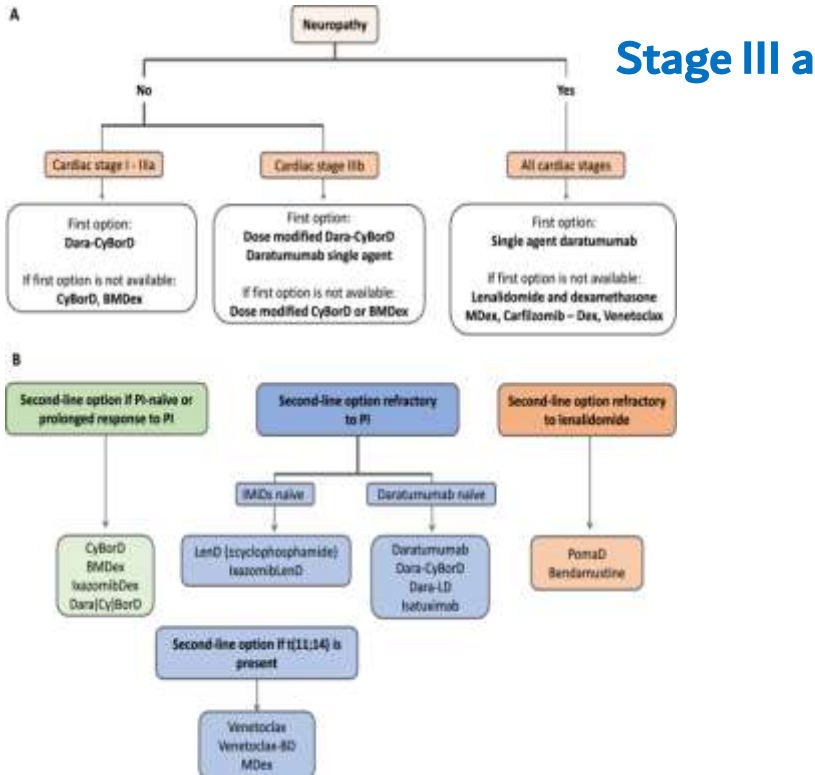 A
Neuropathy
Stage III a
No
Yes
Cardiac stage I - IIIa
Cardiac stage IIIb
All cardiac stages
First option:
Dara-CyBorD
If first option is not available:
CyBorD, BMDex
First option:
Dose modified Dara-CyBorD
Daratumumab single agent
If first option is not available:
Dose modified CyBorD or BMDex
First option:
Single agent daratumumab
If first option is not available:
Lenalidomide and dexamethasone
MDex, Carfilzomib – Dex, Venetoclax
B
Second-line option if PI-naïve or
prolonged response to PI
Second-line option refractory
to PI
Second-line option refractory
to lenalidomide
IMiDs naïve
Daratumumab naïve
CyBorD
BMDex
IxazomibDex
Dara(Cy)BorD
LenD (±cyclophosphamide)
IxazomibLenD
Daratumumab
Dara-CyBorD
Dara-LD
Isatuximab
PomaD
Bendamustine
Second-line option if t(11;14) is
present
Venetoclax
Venetoclax-BD
MDex